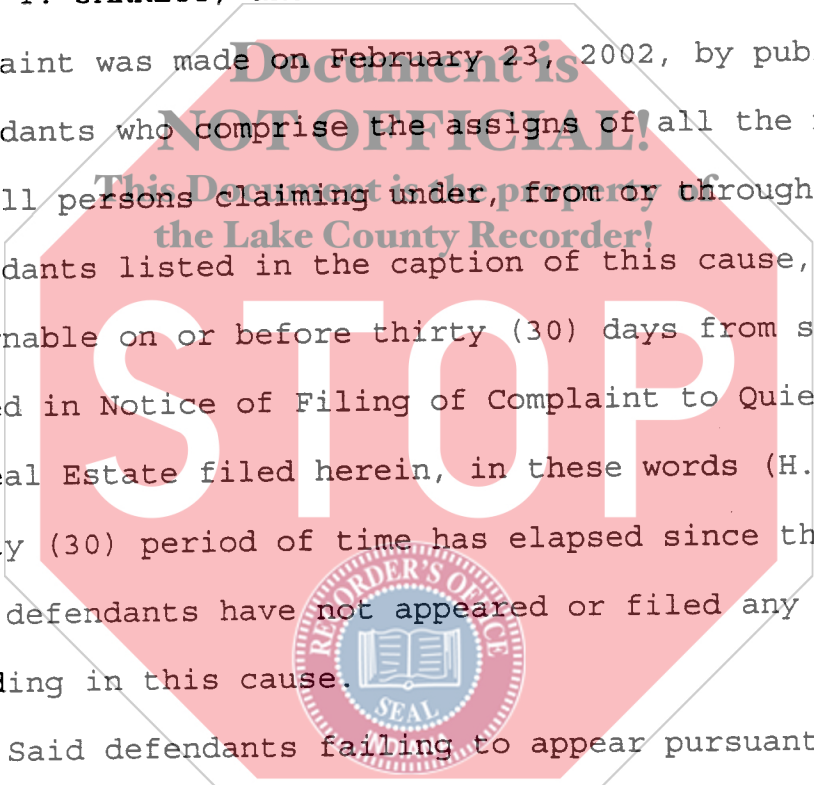 aint was made on February 23, 2002, by pub
Document is
dants who comprise the assigns of all the
NOT OFFICIAL!
ll persons claiming under, from or through
This Document is the property of
the Lake County Recorder!
dants listed in the caption of this cause,
nable on or before thirty (30) days from s
STOP
ed in Notice of Filing of Complaint to Quie
eal Estate filed herein, in these words (H.
y (30) period of time has elapsed since th
RECORDER'S OFFICE
defendants have not appeared or filed any
ding in this cause.
SEAL
INDIANA
Said defendants failing to appear pursuant